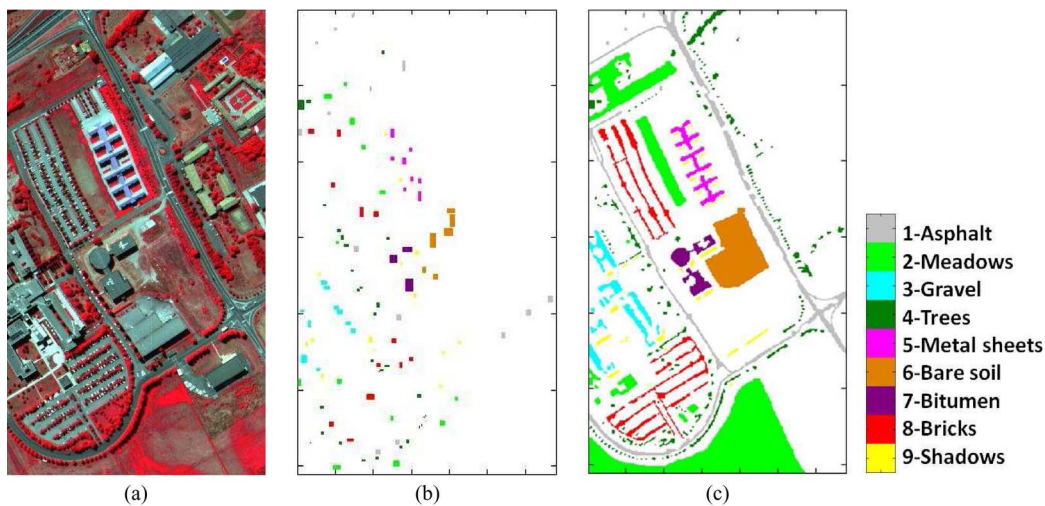 1-Asphalt
2-Meadows
3-Gravel
4-Trees
5-Metal sheets
6-Bare soil
7-Bitumen
8-Bricks
9-Shadows
(a)
(b)
(c)